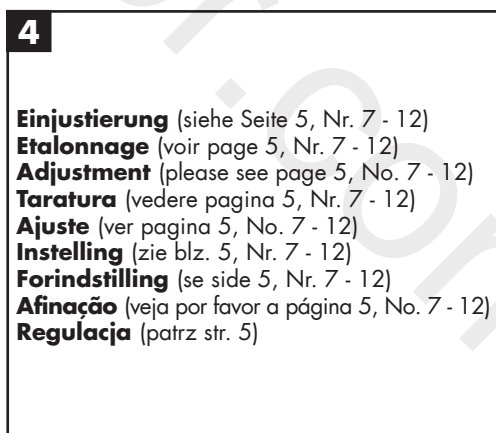 4
Einjustierung (siehe Seite 5, Nr. 7 - 12)
Etalonnage (voir page 5, Nr. 7 - 12)
Adjustment (please see page 5, No. 7 - 12)
Taratura (vedere pagina 5, Nr. 7 - 12)
Ajuste (ver pagina 5, No. 7 - 12)
Instelling (zie blz. 5, Nr. 7 - 12)
Forindstilling (se side 5, Nr. 7 - 12)
Afinação (veja por favor a página 5, No. 7 - 12)
Regulacja (patrz str. 5)